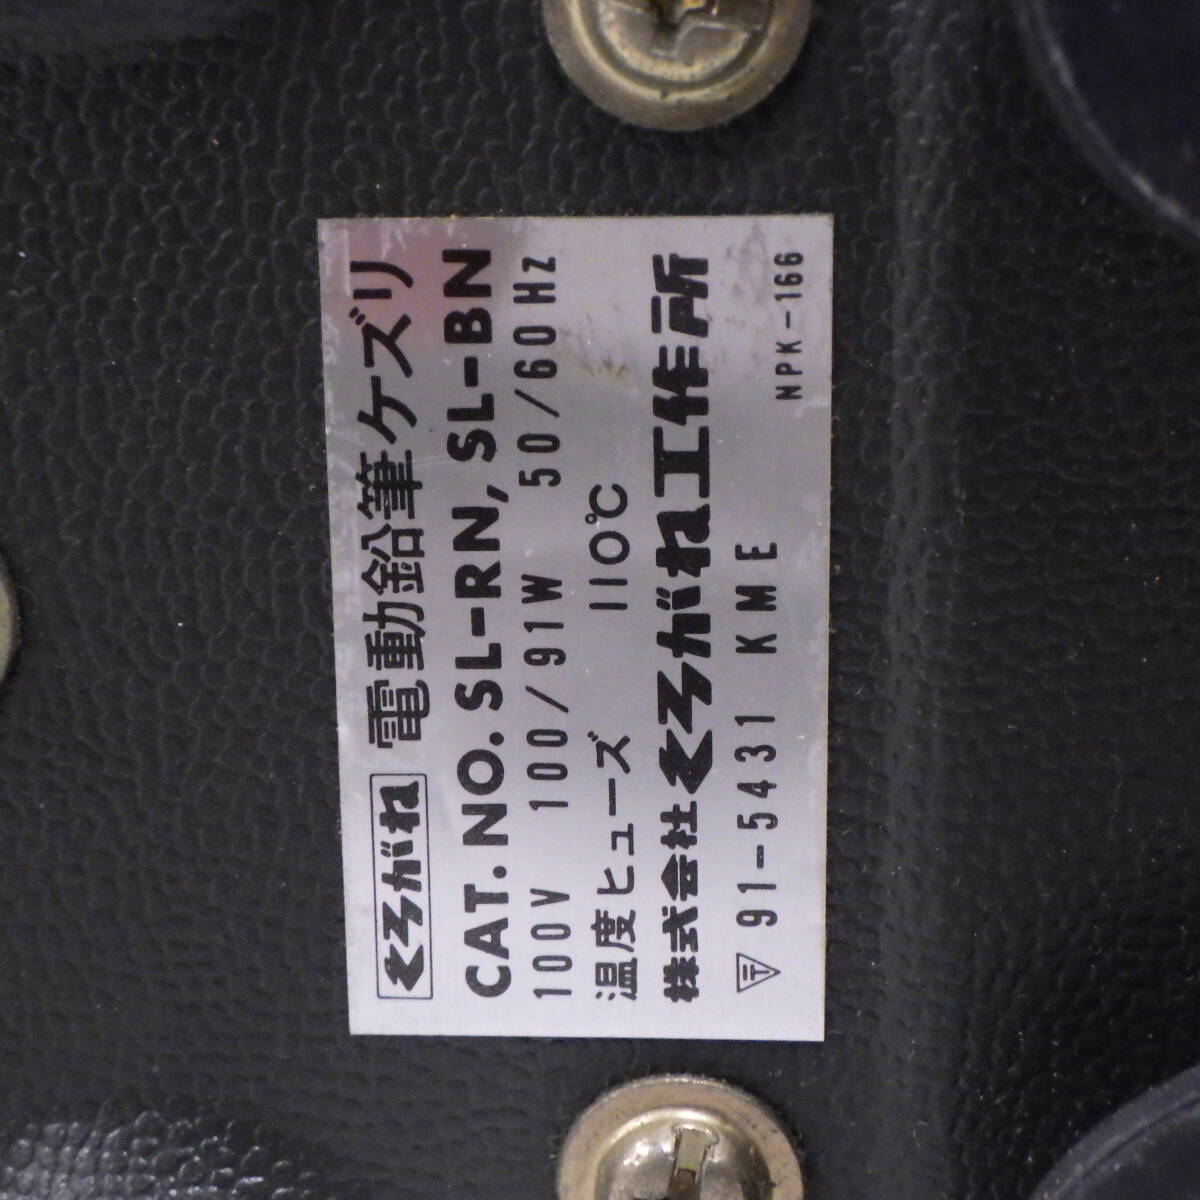 くろがね 電動鉛筆ケズリ
CAT.NO.SL-RN, SL-BN
100V 100/91W 50/60Hz
温度ヒューズ 110℃
株式会社くろがね工作所
〒 91-5431 KME
NPK-166